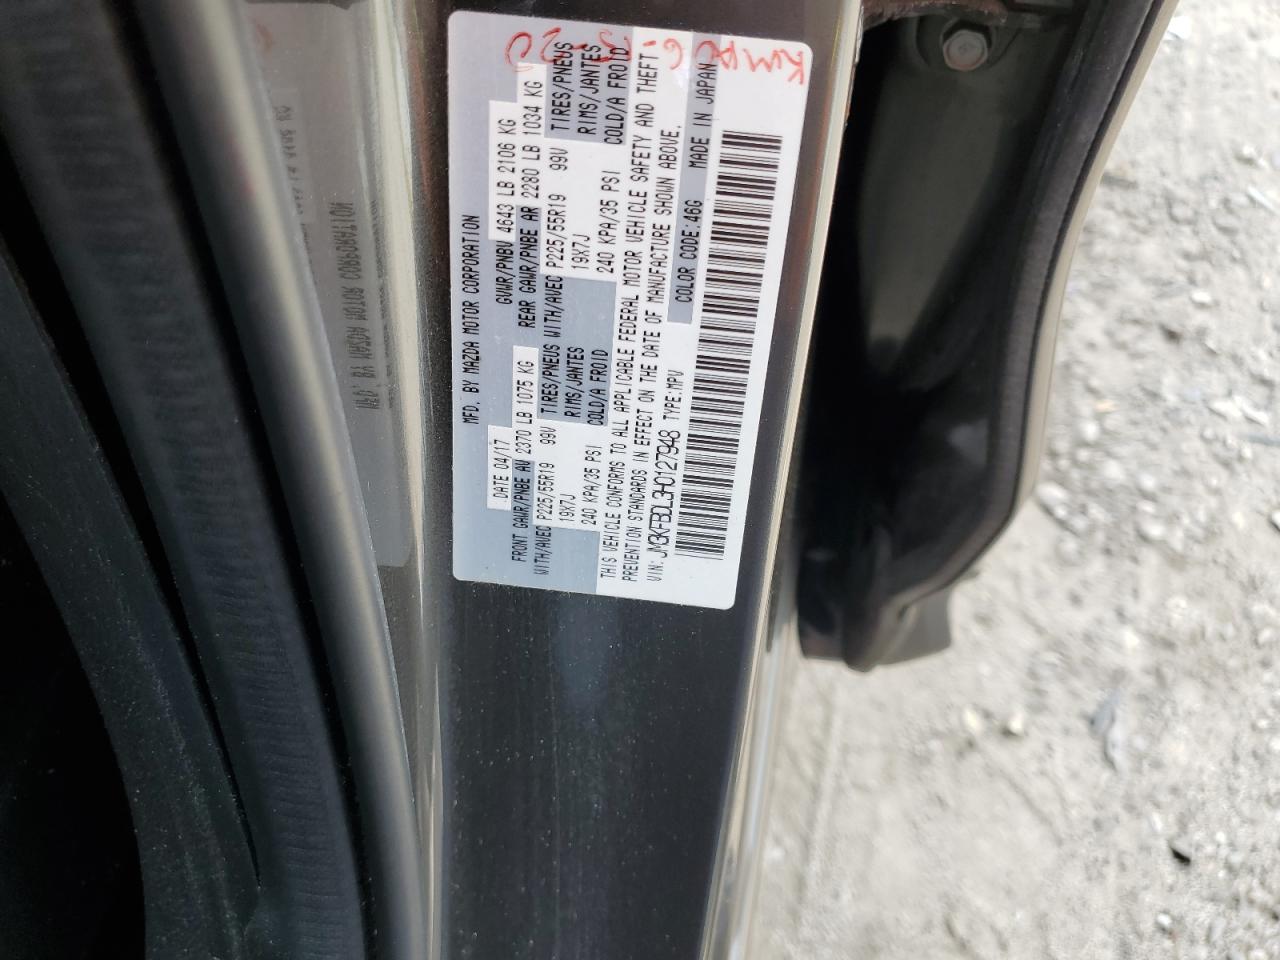 MFD. BY MAZDA MOTOR CORPORATION
DATE 04/17 GVWR/PNBV 4643 LB 2106 KG
FRONT GAWR/PNBE AV 2370 LB 1075 KG REAR GAWR/PNBE AR 2280 LB 1034 KG
WITH/AVEC P225/55R19 99V TIRES/PNEUS WITH/AVEC P225/55R19 99V TIRES/PNEUS
19X7J RIMS/JANTES 19X7J RIMS/JANTES
240 KPA/35 PSI COLD/A FROID 240 KPA/35 PSI COLD/A FROID
THIS VEHICLE CONFORMS TO ALL APPLICABLE FEDERAL MOTOR VEHICLE SAFETY AND THEFT
PREVENTION STANDARDS IN EFFECT ON THE DATE OF MANUFACTURE SHOWN ABOVE.
VIN: JM3KFBDL3H0127948 TYPE:MPV COLOR CODE:46G MADE IN JAPAN